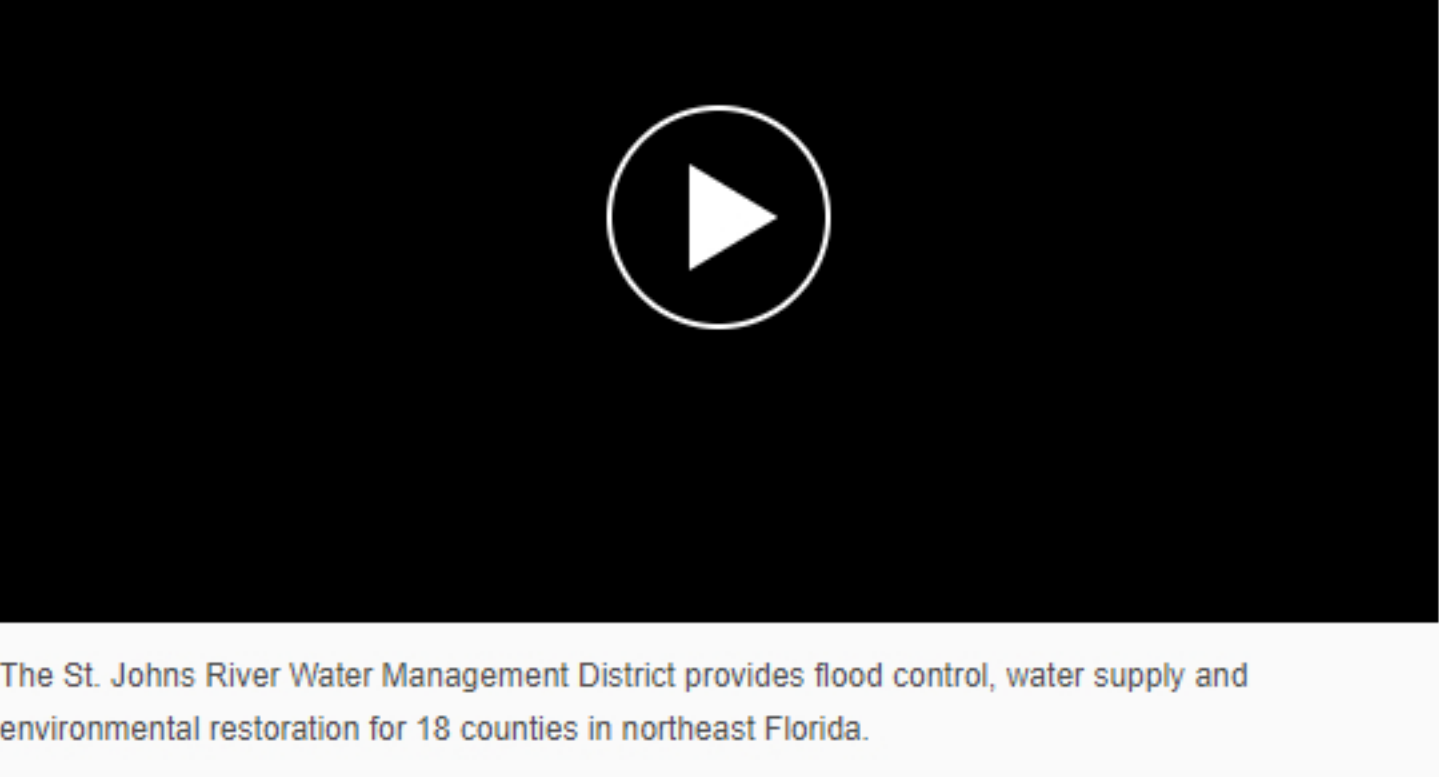 The St. Johns River Water Management District provides flood control, water supply and
environmental restoration for 18 counties in northeast Florida.